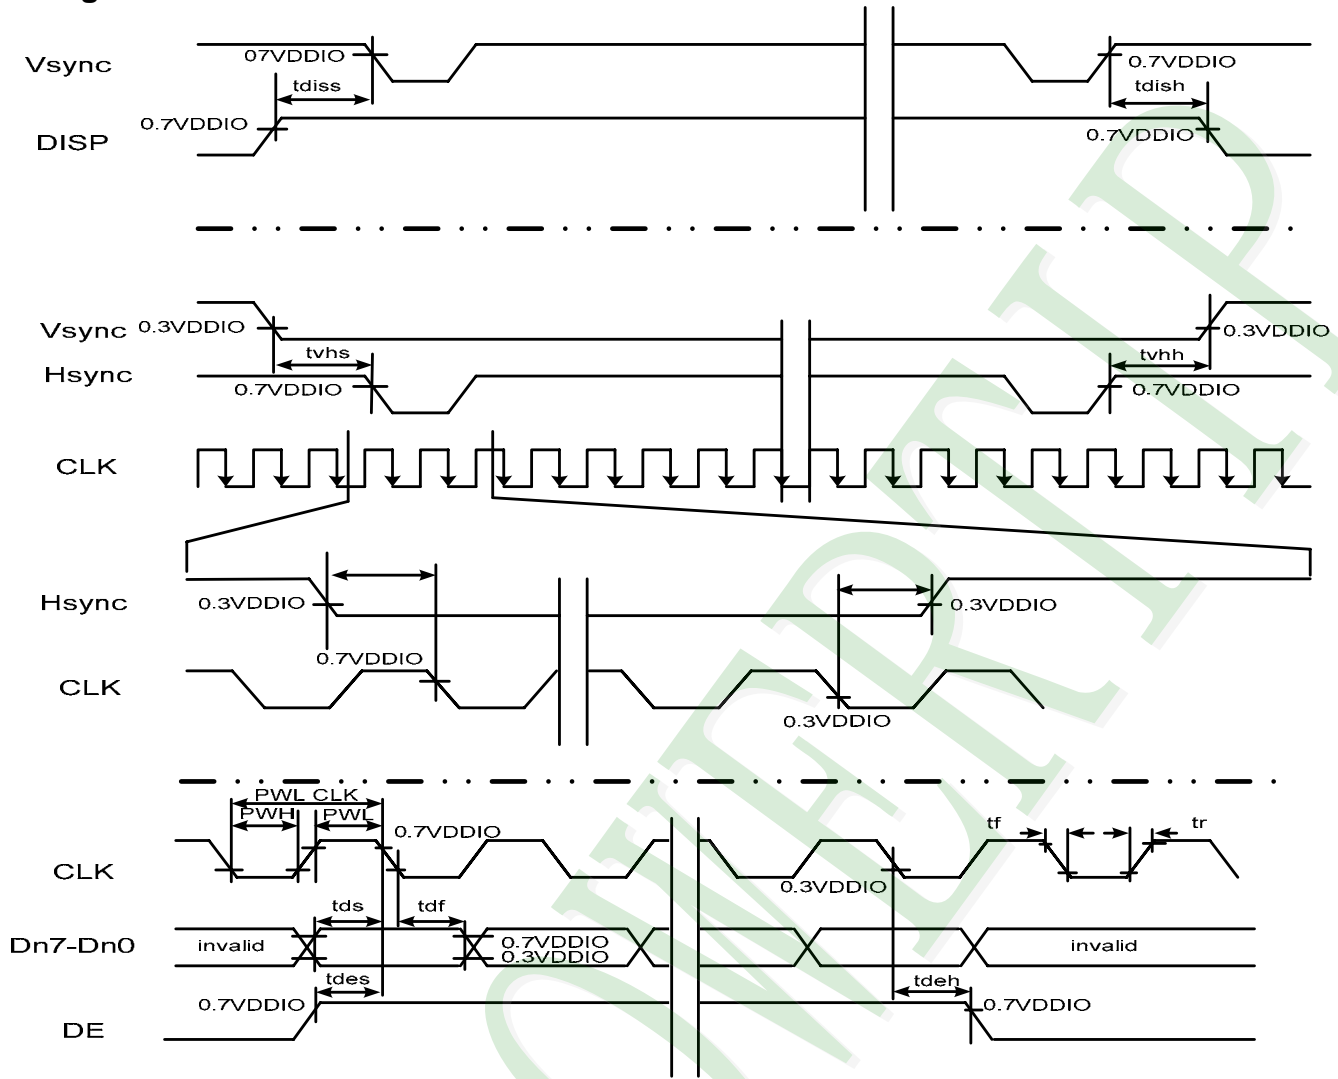 Vsync
07VDDIO
0.7VDDIO
tdiss
tdish
0.7VDDIO
0.7VDDIO
DISP
Vsync
0.3VDDIO
0.3VDDIO
tvhs
tvhh
Hsync
0.7VDDIO
0.7VDDIO
CLK
Hsync
0.3VDDIO
0.3VDDIO
0.7VDDIO
CLK
0.3VDDIO
PWL CLK
PWH
PWL
0.7VDDIO
tf
tr
CLK
0.3VDDIO
tds
tdf
Dn7-Dn0
invalid
0.7VDDIO
0.3VDDIO
invalid
tdes
tdeh
0.7VDDIO
0.7VDDIO
DE
OWERTIP